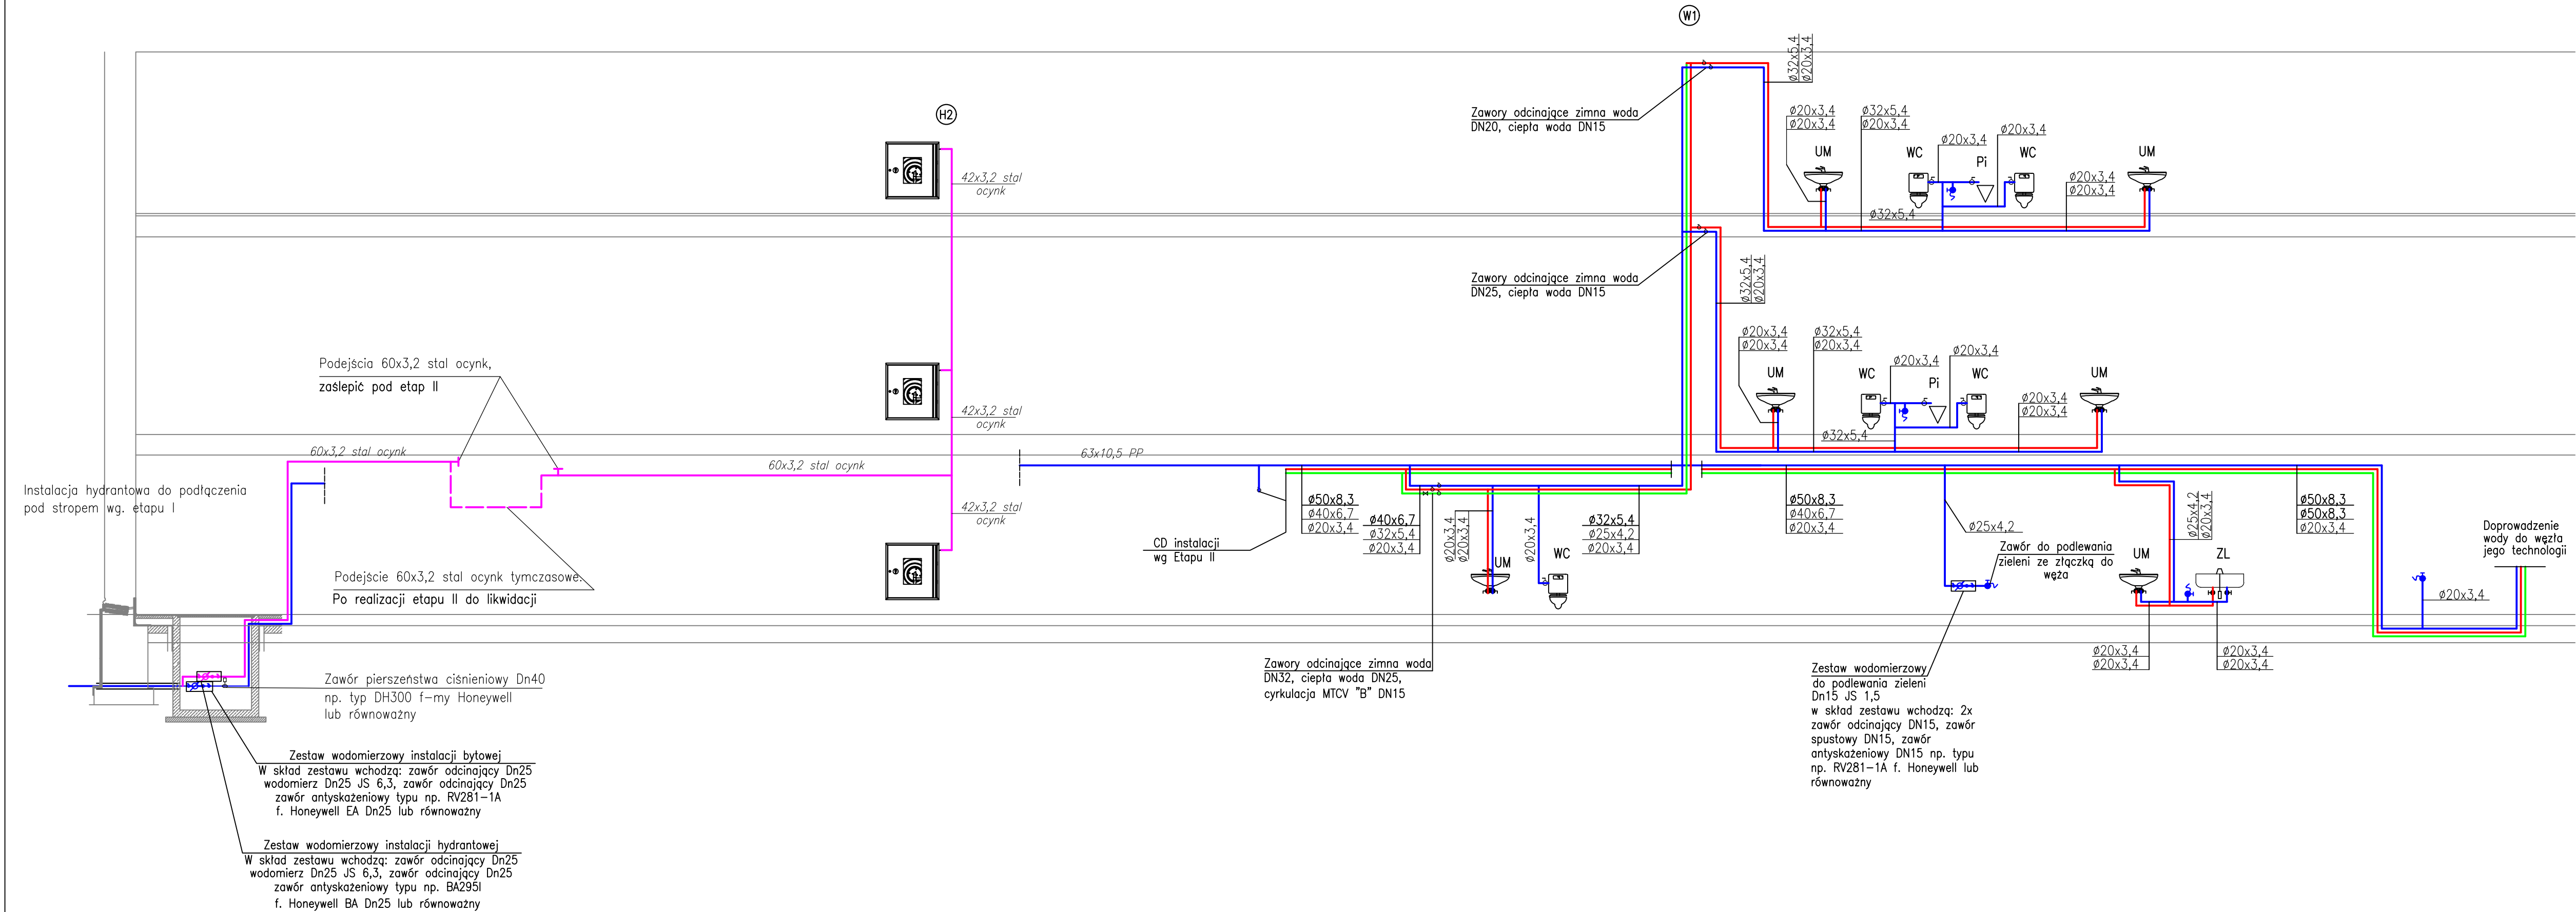 W1
H2
Ø32x5,4
Ø20x3,4
Zawory odcinające zimna woda
DN20, ciepła woda DN15
Ø20x3,4
Ø20x3,4
Ø32x5,4
Ø20x3,4
Ø20x3,4
Ø20x3,4
UM
WC
Pi
WC
UM
Ø20x3,4
Ø20x3,4
Ø32x5,4
42x3,2 stal
ocynk
Zawory odcinające zimna woda
DN25, ciepła woda DN15
Ø32x5,4
Ø20x3,4
Ø20x3,4
Ø20x3,4
Ø32x5,4
Ø20x3,4
Ø20x3,4
Ø20x3,4
UM
WC
Pi
WC
UM
Ø20x3,4
Ø20x3,4
Ø32x5,4
Podejścia 60x3,2 stal ocynk,
zaślepić pod etap II
42x3,2 stal
ocynk
60x3,2 stal ocynk
60x3,2 stal ocynk
63x10,5 PP
Instalacja hydrantowa do podłączenia
pod stropem wg. etapu I
42x3,2 stal
ocynk
Podejście 60x3,2 stal ocynk tymczasowe.
Po realizacji etapu II do likwidacji
CD instalacji
wg Etapu II
Ø50x8,3
Ø40x6,7
Ø20x3,4
Ø40x6,7
Ø32x5,4
Ø20x3,4
Ø20x3,4
Ø20x3,4
UM
Ø20x3,4
WC
Ø32x5,4
Ø25x4,2
Ø20x3,4
Ø50x8,3
Ø40x6,7
Ø20x3,4
Ø25x4,2
Zawór do podlewania
zieleni ze złączką do
węża
UM
Ø25x4,2
Ø20x3,4
ZL
Ø50x8,3
Ø50x8,3
Ø20x3,4
Doprowadzenie
wody do węzła
jego technologii
Ø20x3,4
Ø20x3,4
Ø20x3,4
Ø20x3,4
Ø20x3,4
Zawór pierszeństwa ciśnieniowy Dn40
np. typ DH300 f-my Honeywell
lub równoważny
Zawory odcinające zimna woda
DN32, ciepła woda DN25,
cyrkulacja MTCV "B" DN15
Zestaw wodomierzowy
do podlewania zieleni
Dn15 JS 1,5
w skład zestawu wchodzą: 2x
zawór odcinający DN15, zawór
spustowy DN15, zawór
antyskażeniowy DN15 np. typu
np. RV281-1A f. Honeywell lub
równoważny
Zestaw wodomierzowy instalacji bytowej
W skład zestawu wchodzą: zawór odcinający Dn25
wodomierz Dn25 JS 6,3, zawór odcinający Dn25
zawór antyskażeniowy typu np. RV281-1A
f. Honeywell EA Dn25 lub równoważny
Zestaw wodomierzowy instalacji hydrantowej
W skład zestawu wchodzą: zawór odcinający Dn25
wodomierz Dn25 JS 6,3, zawór odcinający Dn25
zawór antyskażeniowy typu np. BA295I
f. Honeywell BA Dn25 lub równoważny